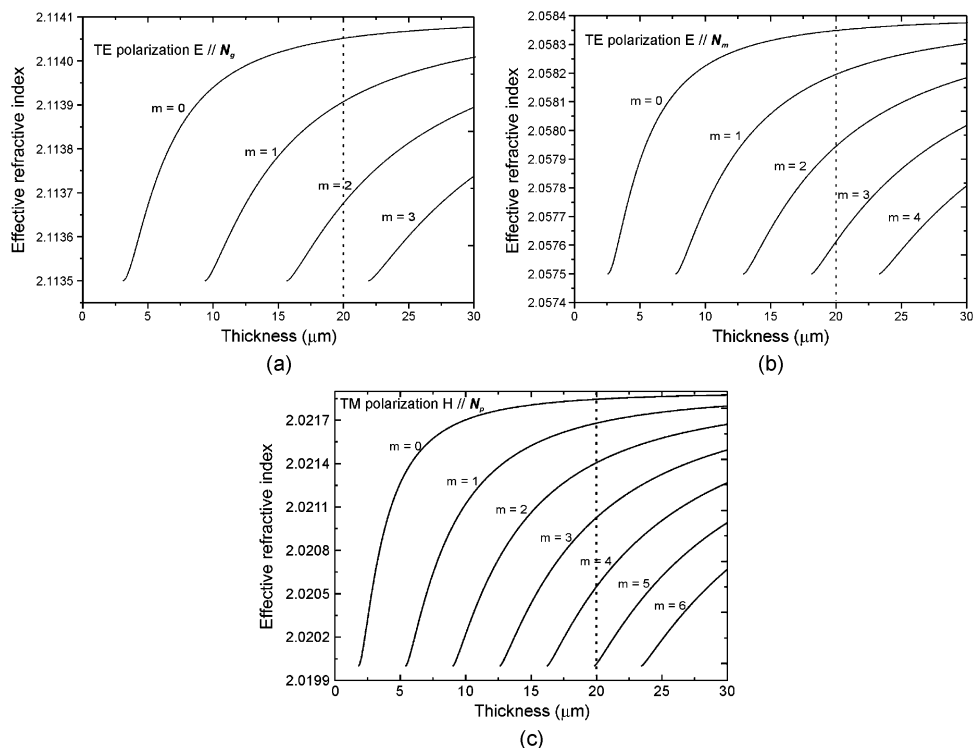 TE polarization E // Ng
Effective refractive index
2.1141
2.1140
2.1139
2.1138
2.1137
2.1136
2.1135
m = 0
m = 1
m = 2
m = 3
0 5 10 15 20 25 30
Thickness (μm)
(a)
TE polarization E // Nm
Effective refractive index
2.0584
2.0583
2.0582
2.0581
2.0580
2.0579
2.0577
2.0576
2.0575
2.0574
m = 0
m = 1
m = 2
m = 3
m = 4
0 5 10 15 20 25 30
Thickness (μm)
(b)
TM polarization H // Np
Effective refractive index
2.0217
2.0214
2.0211
2.0208
2.0205
2.0202
2.0199
m = 0
m = 1
m = 2
m = 3
m = 4
m = 5
m = 6
0 5 10 15 20 25 30
Thickness (μm)
(c)